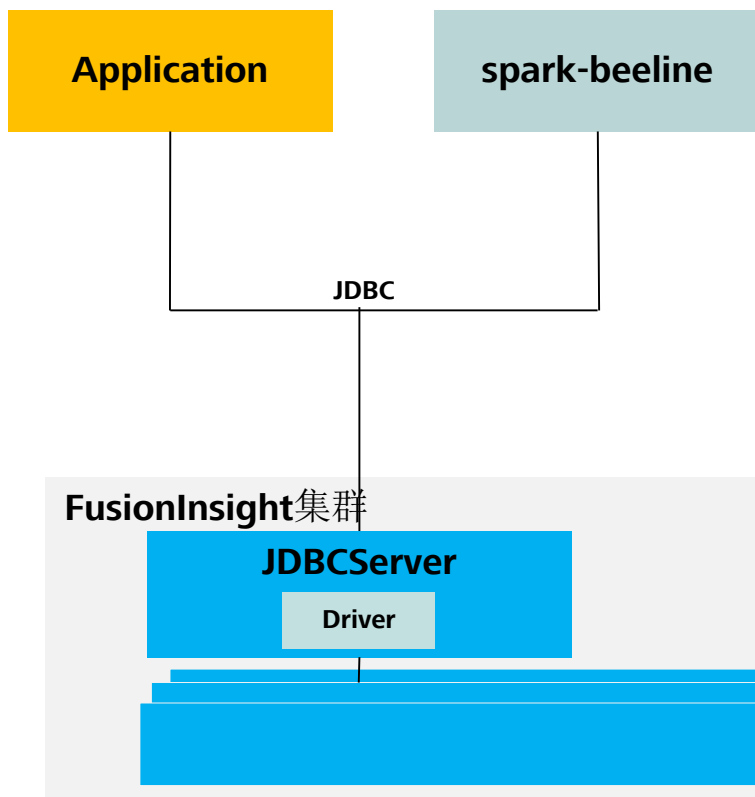 Application
spark-beeline
JDBC
FusionInsight集群
JDBCServer
Driver